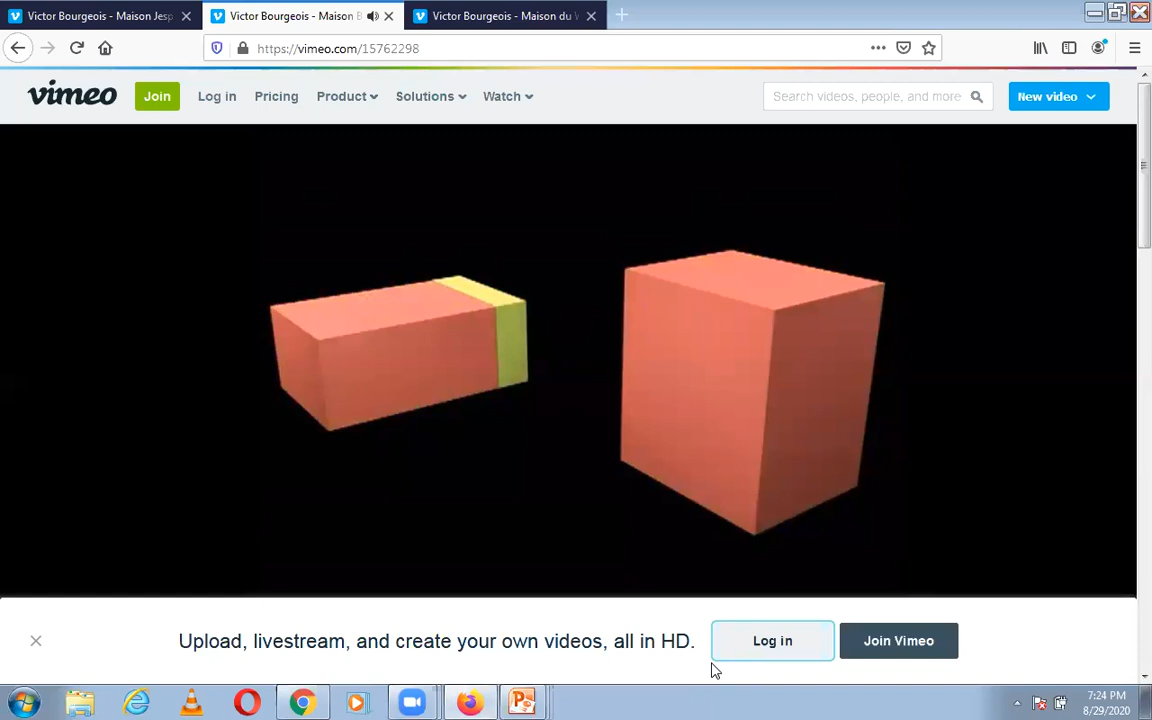 Victor Bourgeois - Maison Jesp
Victor Bourgeois - Maison B
Victor Bourgeois - Maison du
https://vimeo.com/15762298
vimeo
Join
Log in
Pricing
Product
Solutions
Watch
Search videos, people, and more
New video
Upload, livestream, and create your own videos, all in HD.
Log in
Join Vimeo
7:24 PM
8/29/2020